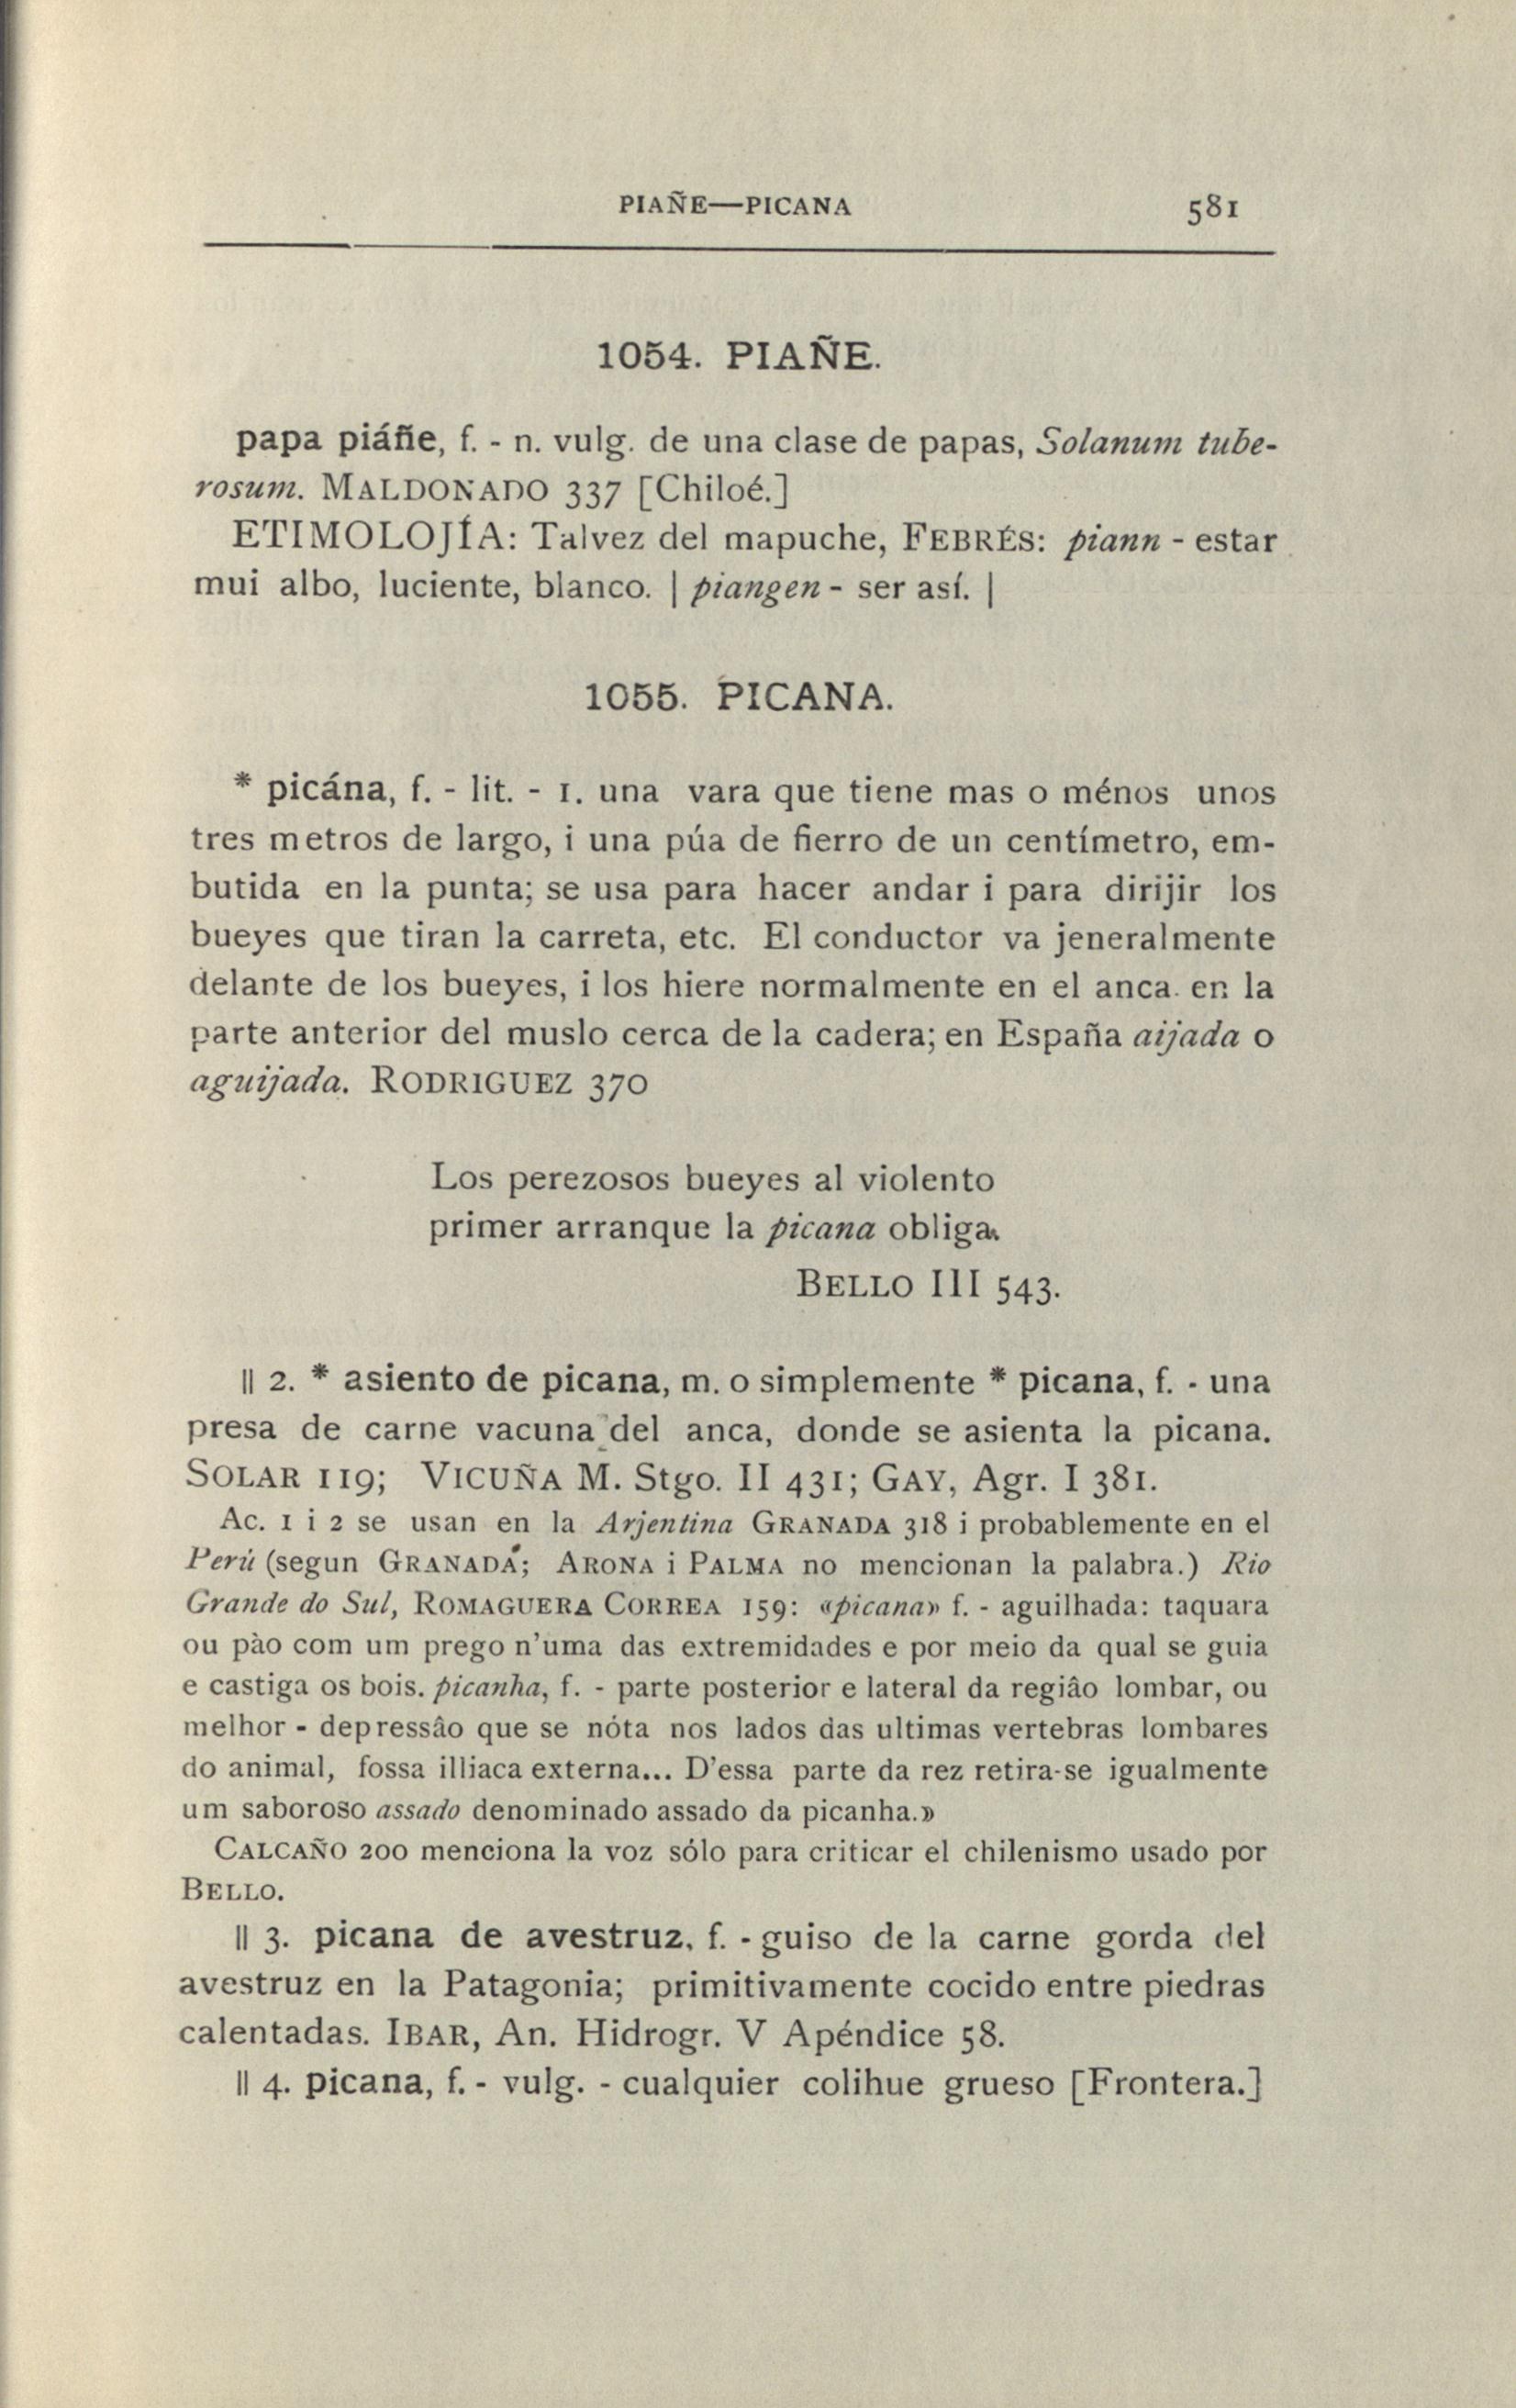 PIAÑE—PICANA 581
1054. PIAÑE.
papa piáñe, f. - n. vulg. de una clase de papas, Solanum tube-
rosum. MALDONADO 337 [Chiloé.]
ETIMOLOJÍA: Talvez del mapuche, FEBRÉS: piann - estar
mui albo, luciente, blanco. | piangen - ser así. |
1055. PICANA.
* picána, f. - lit. - 1. una vara que tiene mas o ménos unos
tres metros de largo, i una púa de fierro de un centímetro, em-
butida en la punta; se usa para hacer andar i para dirijir los
bueyes que tiran la carreta, etc. El conductor va jeneralmente
delante de los bueyes, i los hiere normalmente en el anca. en la
parte anterior del muslo cerca de la cadera; en España aijada o
aguijada. RODRIGUEZ 370
Los perezosos bueyes al violento
primer arranque la picana obliga.
BELLO III 543.
|| 2. * asiento de picana, m. o simplemente * picana, f. - una
presa de carne vacuna del anca, donde se asienta la picana.
SOLAR 119; VICUÑA M. Stgo. II 431; GAY, Agr. I 381.
Ac. 1 i 2 se usan en la Arjentina GRANADA 318 i probablemente en el
Perú (segun GRANADA; ARONA i PALMA no mencionan la palabra.) Rio
Grande do Sul, ROMAGUERA CORREA 159: «picana» f. - aguilhada: taquara
ou pào com um prego n'uma das extremidades e por meio da qual se guia
e castiga os bois. picanha, f. - parte posterior e lateral da regiâo lombar, ou
melhor - depressâo que se nóta nos lados das ultimas vertebras lombares
do animal, fossa illiaca externa... D'essa parte da rez retira-se igualmente
um saboroso assado denominado assado da picanha.»
CALCAÑO 200 menciona la voz sólo para criticar el chilenismo usado por
BELLO.
|| 3. picana de avestruz, f. - guiso de la carne gorda del
avestruz en la Patagonia; primitivamente cocido entre piedras
calentadas. IBAR, An. Hidrogr. V Apéndice 58.
|| 4. picana, f. - vulg. - cualquier colihue grueso [Frontera.]